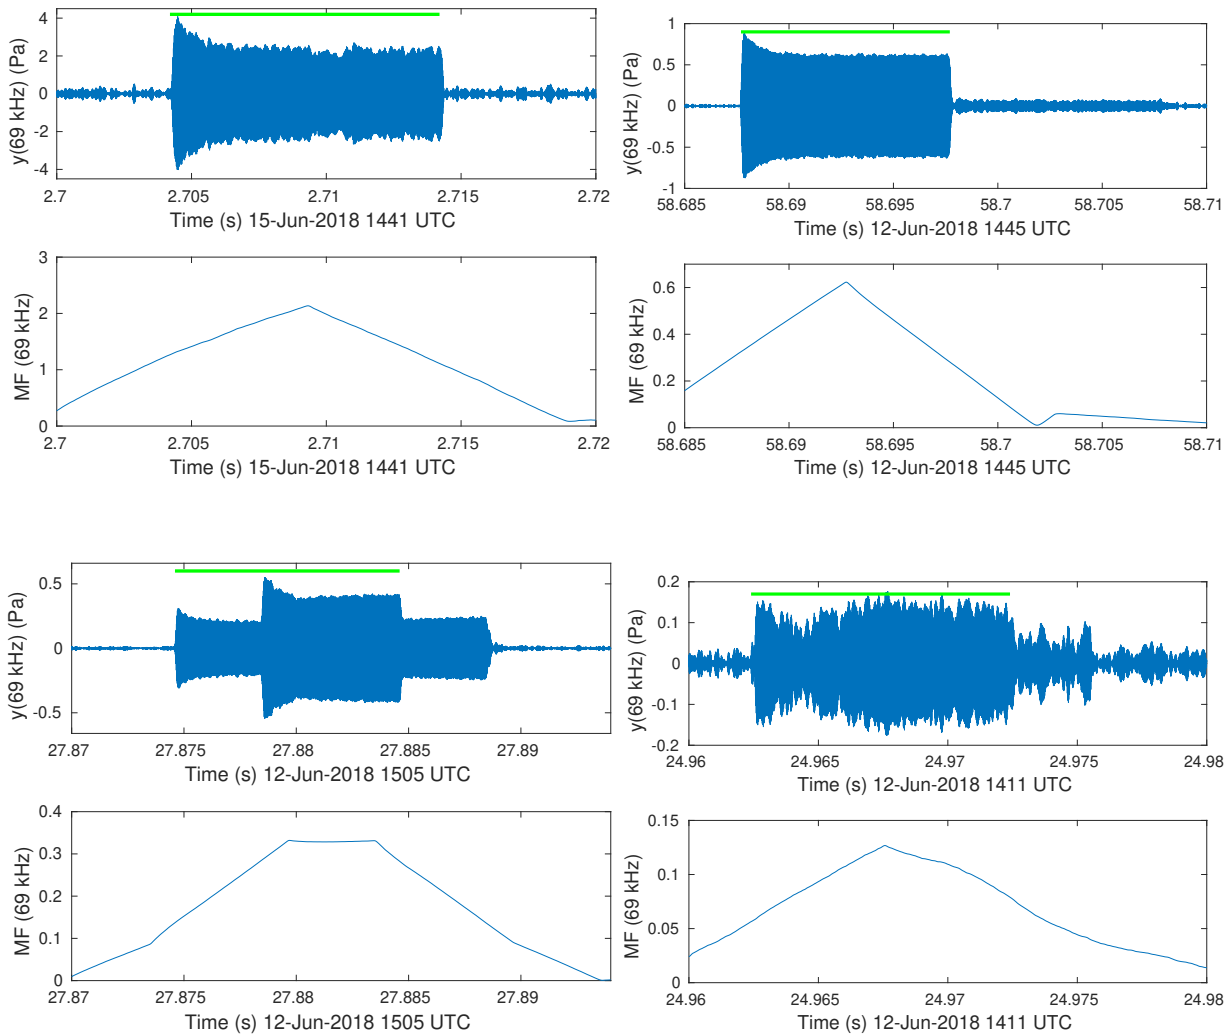 y(69 kHz) (Pa)
4
2
0
-2
-4
2.7 2.705 2.71 2.715 2.72
Time (s) 15-Jun-2018 1441 UTC
y(69 kHz) (Pa)
1
0.5
0
-0.5
-1
58.685 58.69 58.695 58.7 58.705 58.71
Time (s) 12-Jun-2018 1445 UTC
MF (69 kHz)
3
2
1
0
2.7 2.705 2.71 2.715 2.72
Time (s) 15-Jun-2018 1441 UTC
MF (69 kHz)
0.6
0.4
0.2
0
58.685 58.69 58.695 58.7 58.705 58.71
Time (s) 12-Jun-2018 1445 UTC
y(69 kHz) (Pa)
0.5
0
-0.5
27.87 27.875 27.88 27.885 27.89
Time (s) 12-Jun-2018 1505 UTC
y(69 kHz) (Pa)
0.2
0.1
0
-0.1
-0.2
24.96 24.965 24.97 24.975 24.98
Time (s) 12-Jun-2018 1411 UTC
MF (69 kHz)
0.4
0.3
0.2
0.1
0
27.87 27.875 27.88 27.885 27.89
Time (s) 12-Jun-2018 1505 UTC
MF (69 kHz)
0.15
0.1
0.05
0
24.96 24.965 24.97 24.975 24.98
Time (s) 12-Jun-2018 1411 UTC